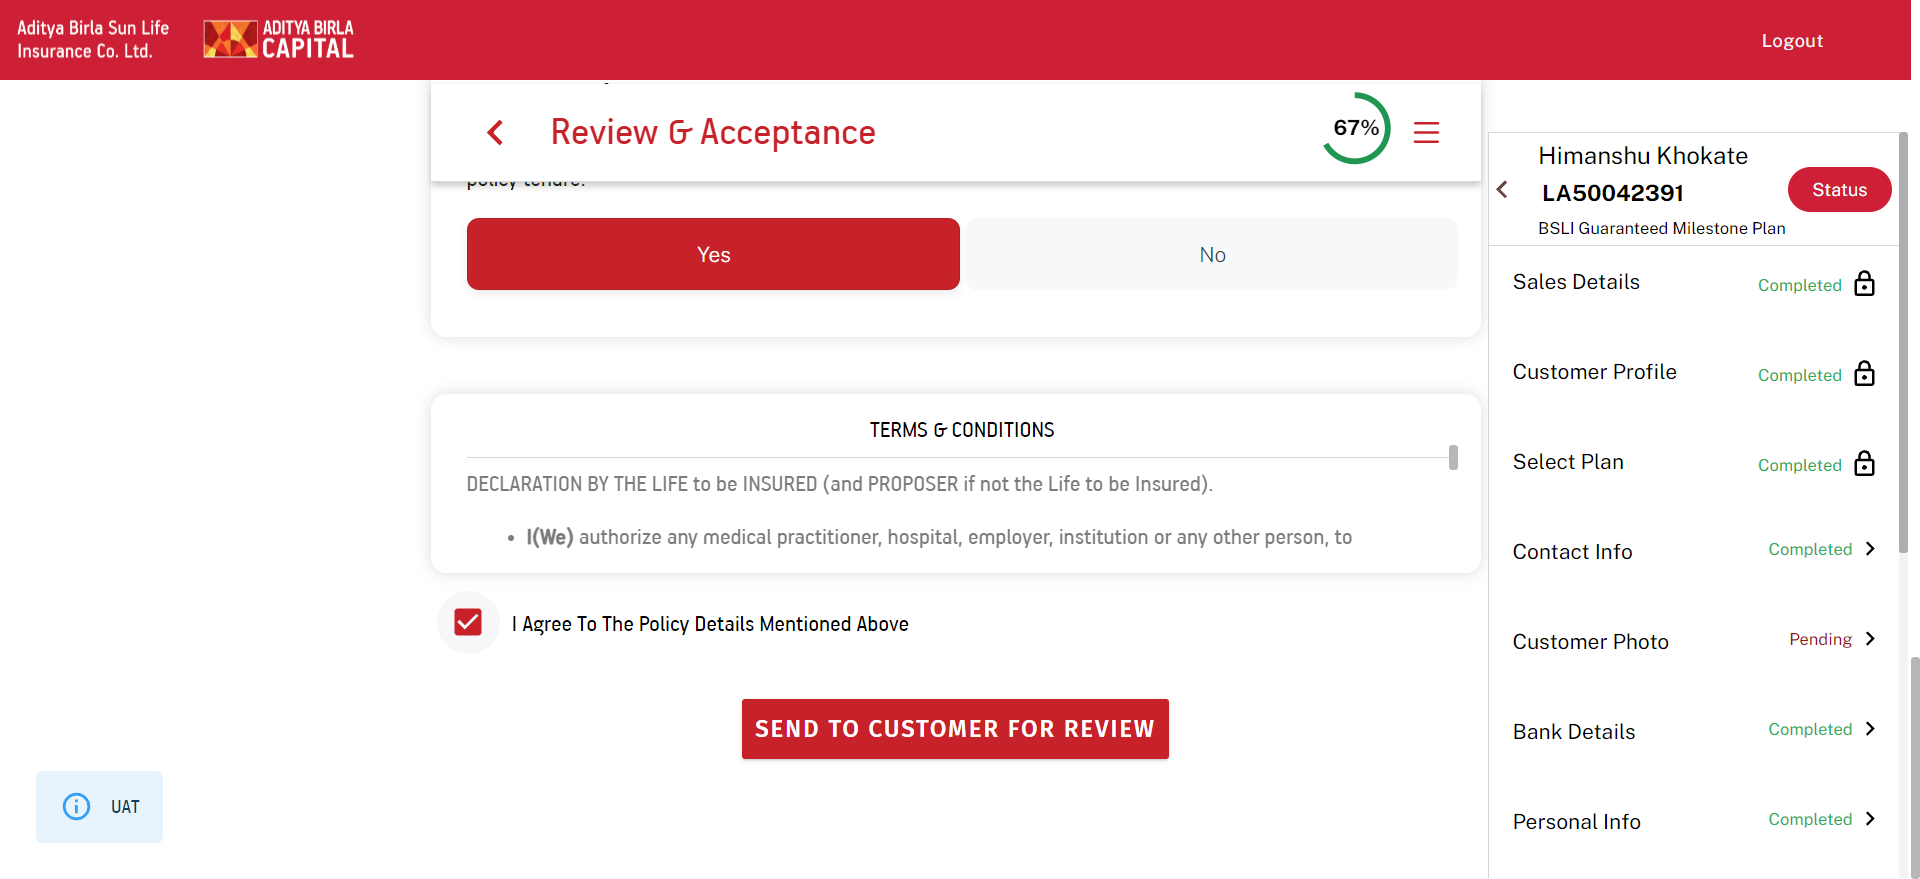 Aditya Birla Sun Life
Insurance Co. Ltd.
ADITYA BIRLA
CAPITAL
Logout
Review & Acceptance
67%
policy tenure?
Yes
No
TERMS & CONDITIONS
DECLARATION BY THE LIFE to be INSURED (and PROPOSER if not the Life to be Insured).
• I(We) authorize any medical practitioner, hospital, employer, institution or any other person, to
I Agree To The Policy Details Mentioned Above
SEND TO CUSTOMER FOR REVIEW
UAT
Himanshu Khokate
LA50042391
Status
BSLI Guaranteed Milestone Plan
Sales Details Completed
Customer Profile Completed
Select Plan Completed
Contact Info Completed
Customer Photo Pending
Bank Details Completed
Personal Info Completed